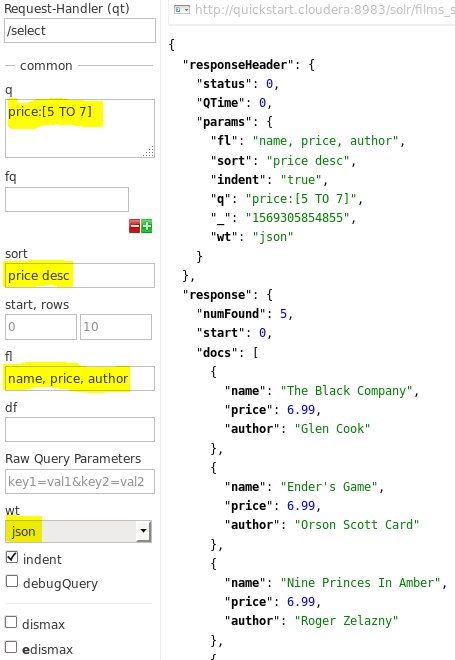 Request-Handler (qt)
/select
common
q
price:[5 TO 7]
fq
sort
price desc
start, rows
0
10
fl
name, price, author
df
Raw Query Parameters
key1=val1&key2=val2
wt
json
indent
debugQuery
dismax
edismax
http://quickstart.cloudera:8983/solr/films_s
{
"responseHeader": {
"status": 0,
"QTime": 0,
"params": {
"fl": "name, price, author",
"sort": "price desc",
"indent": "true",
"q": "price:[5 TO 7]",
"_": "1569305854855",
"wt": "json"
}
},
"response": {
"numFound": 5,
"start": 0,
"docs": [
{
"name": "The Black Company",
"price": 6.99,
"author": "Glen Cook"
},
{
"name": "Ender's Game",
"price": 6.99,
"author": "Orson Scott Card"
},
{
"name": "Nine Princes In Amber",
"price": 6.99,
"author": "Roger Zelazny"
},
{